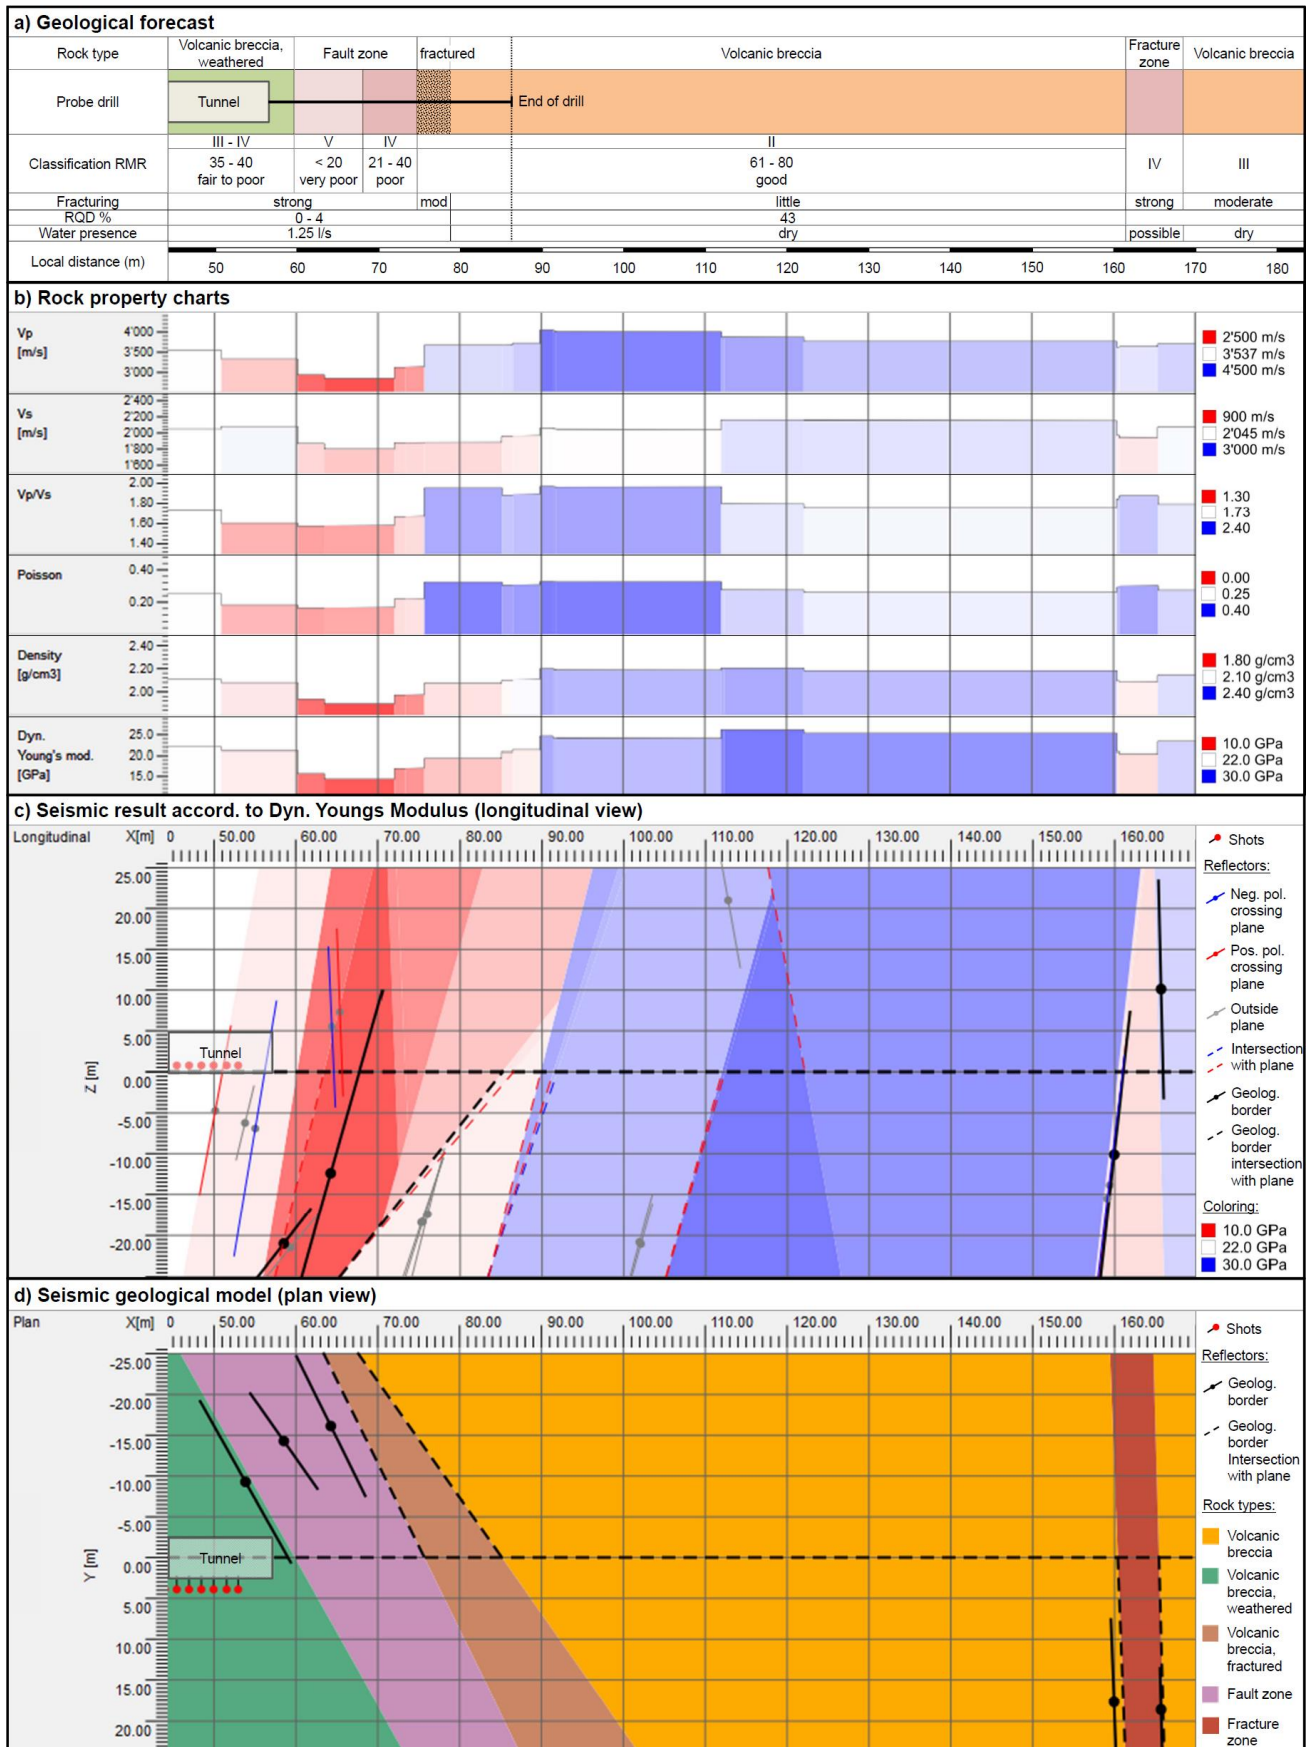 a) Geological forecast
Rock type
Volcanic breccia,
weathered
Fault zone
fractured
Volcanic breccia
Fracture
zone
Volcanic breccia
Probe drill
Tunnel
End of drill
Classification RMR
III - IV
35 - 40
fair to poor
V
< 20
very poor
IV
21 - 40
poor
II
61 - 80
good
IV
III
Fracturing
strong
mod
little
strong
moderate
RQD %
0 - 4
43
Water presence
1.25 l/s
dry
possible
dry
Local distance (m)
50 60 70 80 90 100 110 120 130 140 150 160 170 180
b) Rock property charts
Vp
[m/s]
4'000
3'500
3'000
2'500 m/s
3'537 m/s
4'500 m/s
Vs
[m/s]
2'400
2'200
2'000
1'800
1'600
900 m/s
2'045 m/s
3'000 m/s
Vp/Vs
2.00
1.80
1.60
1.40
1.30
1.73
2.40
Poisson
0.40
0.20
0.00
0.25
0.40
Density
[g/cm3]
2.40
2.20
2.00
1.80 g/cm3
2.10 g/cm3
2.40 g/cm3
Dyn.
Young's mod.
[GPa]
25.0
20.0
15.0
10.0 GPa
22.0 GPa
30.0 GPa
c) Seismic result accord. to Dyn. Youngs Modulus (longitudinal view)
Longitudinal X[m] 0 50.00 60.00 70.00 80.00 90.00 100.00 110.00 120.00 130.00 140.00 150.00 160.00
25.00
20.00
15.00
10.00
5.00
0.00
-5.00
-10.00
-15.00
-20.00
Z [m]
Tunnel
Shots
Reflectors:
Neg. pol.
crossing
plane
Pos. pol.
crossing
plane
Outside
plane
Intersection
with plane
Geolog.
border
Geolog.
border
intersection
with plane
Coloring:
10.0 GPa
22.0 GPa
30.0 GPa
d) Seismic geological model (plan view)
Plan X[m] 0 50.00 60.00 70.00 80.00 90.00 100.00 110.00 120.00 130.00 140.00 150.00 160.00
-25.00
-20.00
-15.00
-10.00
-5.00
0.00
5.00
10.00
15.00
20.00
Y [m]
Tunnel
Shots
Reflectors:
Geolog.
border
Geolog.
border
Intersection
with plane
Rock types:
Volcanic
breccia
Volcanic
breccia,
weathered
Volcanic
breccia,
fractured
Fault zone
Fracture
zone